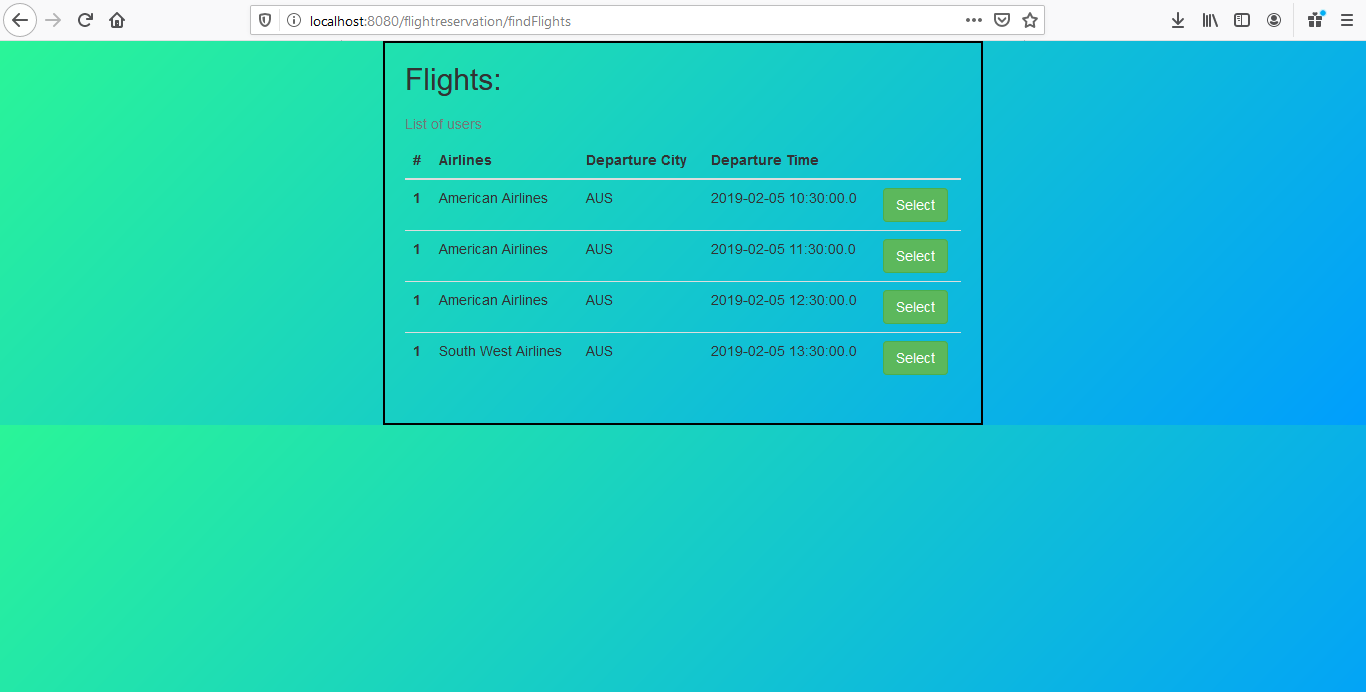 localhost:8080/flightreservation/findFlights
Flights:
List of users
# Airlines Departure City Departure Time
1 American Airlines AUS 2019-02-05 10:30:00.0 Select
1 American Airlines AUS 2019-02-05 11:30:00.0 Select
1 American Airlines AUS 2019-02-05 12:30:00.0 Select
1 South West Airlines AUS 2019-02-05 13:30:00.0 Select